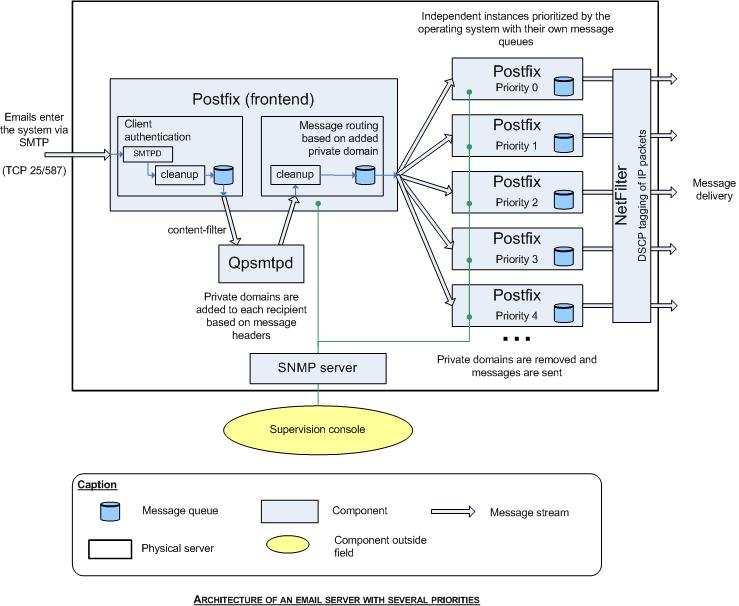 Independent instances prioritized by the
operating system with their own message
queues
Emails enter
the system via
SMTP
(TCP 25/587)
Postfix (frontend)
Client
authentication
SMTPD
cleanup
Message routing
based on added
private domain
cleanup
content-filter
Qpsmtpd
Private domains are
added to each recipient
based on message
headers
Postfix
Priority 0
Postfix
Priority 1
Postfix
Priority 2
Postfix
Priority 3
Postfix
Priority 4
...
Private domains are removed and
messages are sent
NetFilter
DSCP tagging of IP packets
Message
delivery
SNMP server
Supervision console
Caption
Message queue
Component
Message stream
Physical server
Component outside
field
ARCHITECTURE OF AN EMAIL SERVER WITH SEVERAL PRIORITIES